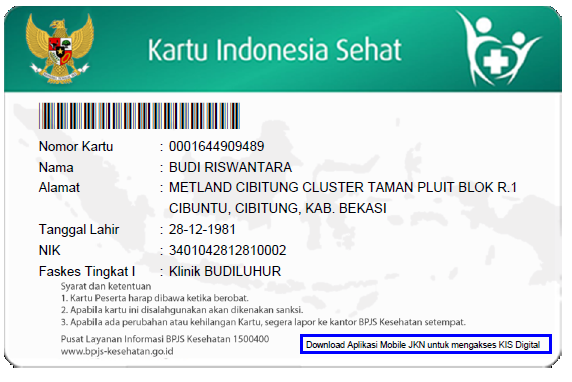 Kartu Indonesia Sehat
Nomor Kartu : 0001644909489
Nama : BUDI RISWANTARA
Alamat : METLAND CIBITUNG CLUSTER TAMAN PLUIT BLOK R.1
CIBUNTU, CIBITUNG, KAB. BEKASI
Tanggal Lahir : 28-12-1981
NIK : 3401042812810002
Faskes Tingkat I : Klinik BUDILUHUR
Syarat dan ketentuan
1. Kartu Peserta harap dibawa ketika berobat.
2. Apabila kartu ini disalahgunakan akan dikenakan sanksi.
3. Apabila ada perubahan atau kehilangan Kartu, segera lapor ke kantor BPJS Kesehatan setempat.
Pusat Layanan Informasi BPJS Kesehatan 1500400
www.bpjs-kesehatan.go.id
Download Aplikasi Mobile JKN untuk mengakses KIS Digital